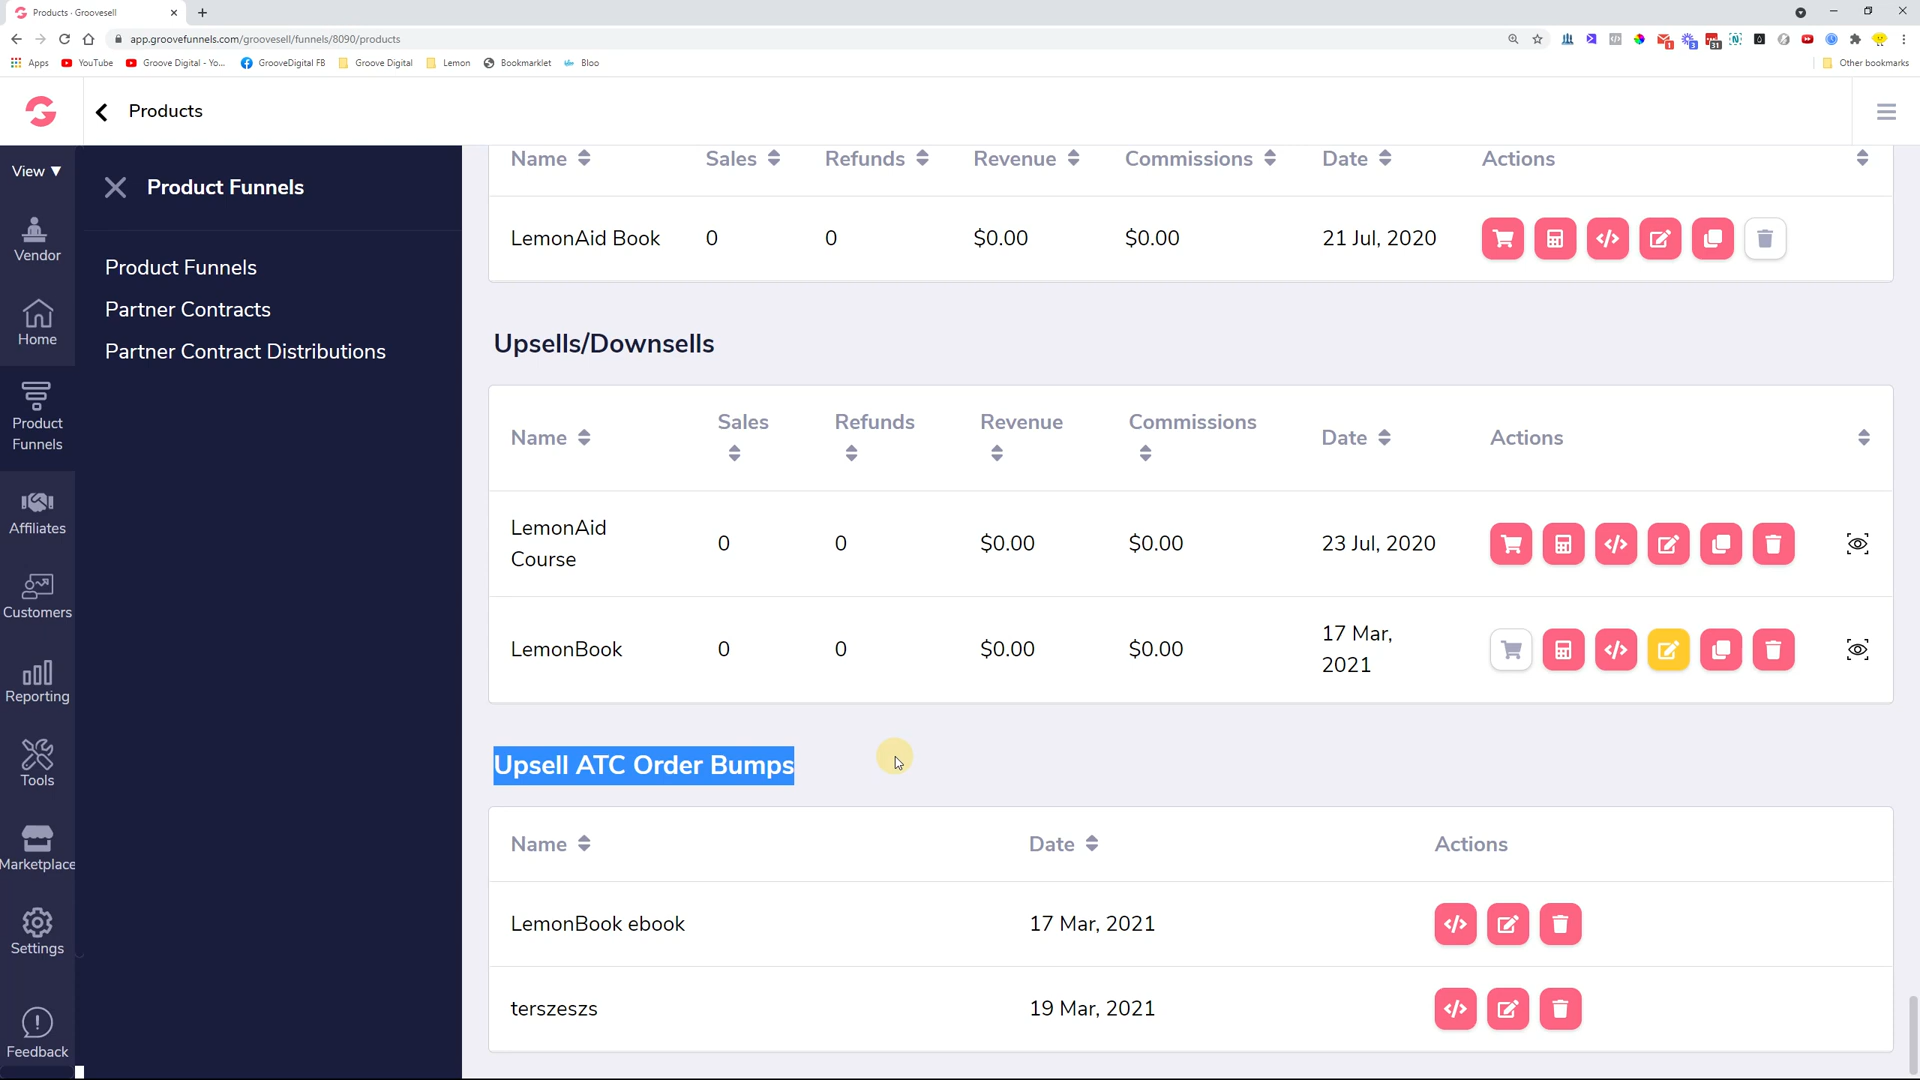 Products - Groovesell
app.groovefunnels.com/groovesell/funnels/8090/products
Apps YouTube Groove Digital - Yo... GrooveDigital FB Groove Digital Lemon Bookmarklet Bloo Other bookmarks
Products
View ▼
Vendor
Home
Product
Funnels
Affiliates
Customers
Reporting
Tools
Marketplace
Settings
Feedback
Product Funnels
Product Funnels
Partner Contracts
Partner Contract Distributions
Name Sales Refunds Revenue Commissions Date Actions
LemonAid Book 0 0 $0.00 $0.00 21 Jul, 2020
Upsells/Downsells
Name Sales Refunds Revenue Commissions Date Actions
LemonAid
Course 0 0 $0.00 $0.00 23 Jul, 2020
LemonBook 0 0 $0.00 $0.00 17 Mar,
2021
Upsell ATC Order Bumps
Name Date Actions
LemonBook ebook 17 Mar, 2021
terszeszs 19 Mar, 2021